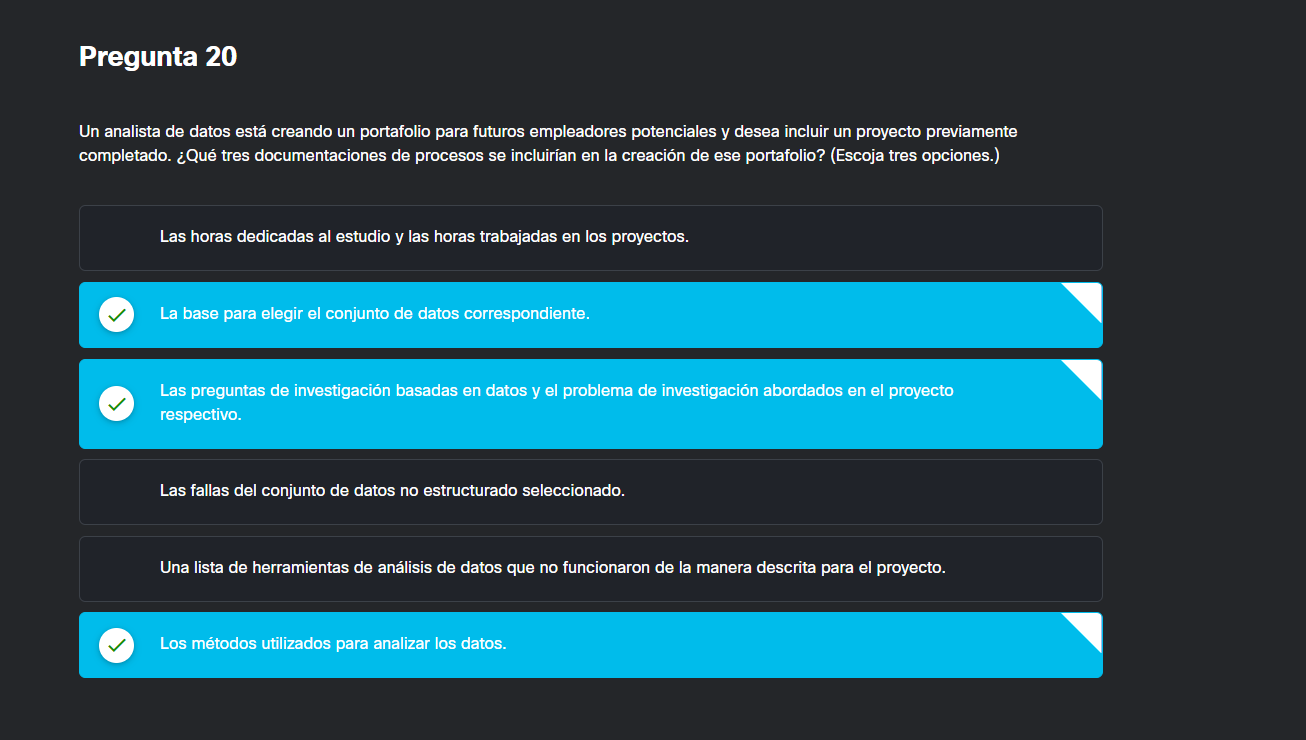 Pregunta 20
Un analista de datos está creando un portafolio para futuros empleadores potenciales y desea incluir un proyecto previamente
completado. ¿Qué tres documentaciones de procesos se incluirían en la creación de ese portafolio? (Escoja tres opciones.)
Las horas dedicadas al estudio y las horas trabajadas en los proyectos.
La base para elegir el conjunto de datos correspondiente.
Las preguntas de investigación basadas en datos y el problema de investigación abordados en el proyecto
respectivo.
Las fallas del conjunto de datos no estructurado seleccionado.
Una lista de herramientas de análisis de datos que no funcionaron de la manera descrita para el proyecto.
Los métodos utilizados para analizar los datos.